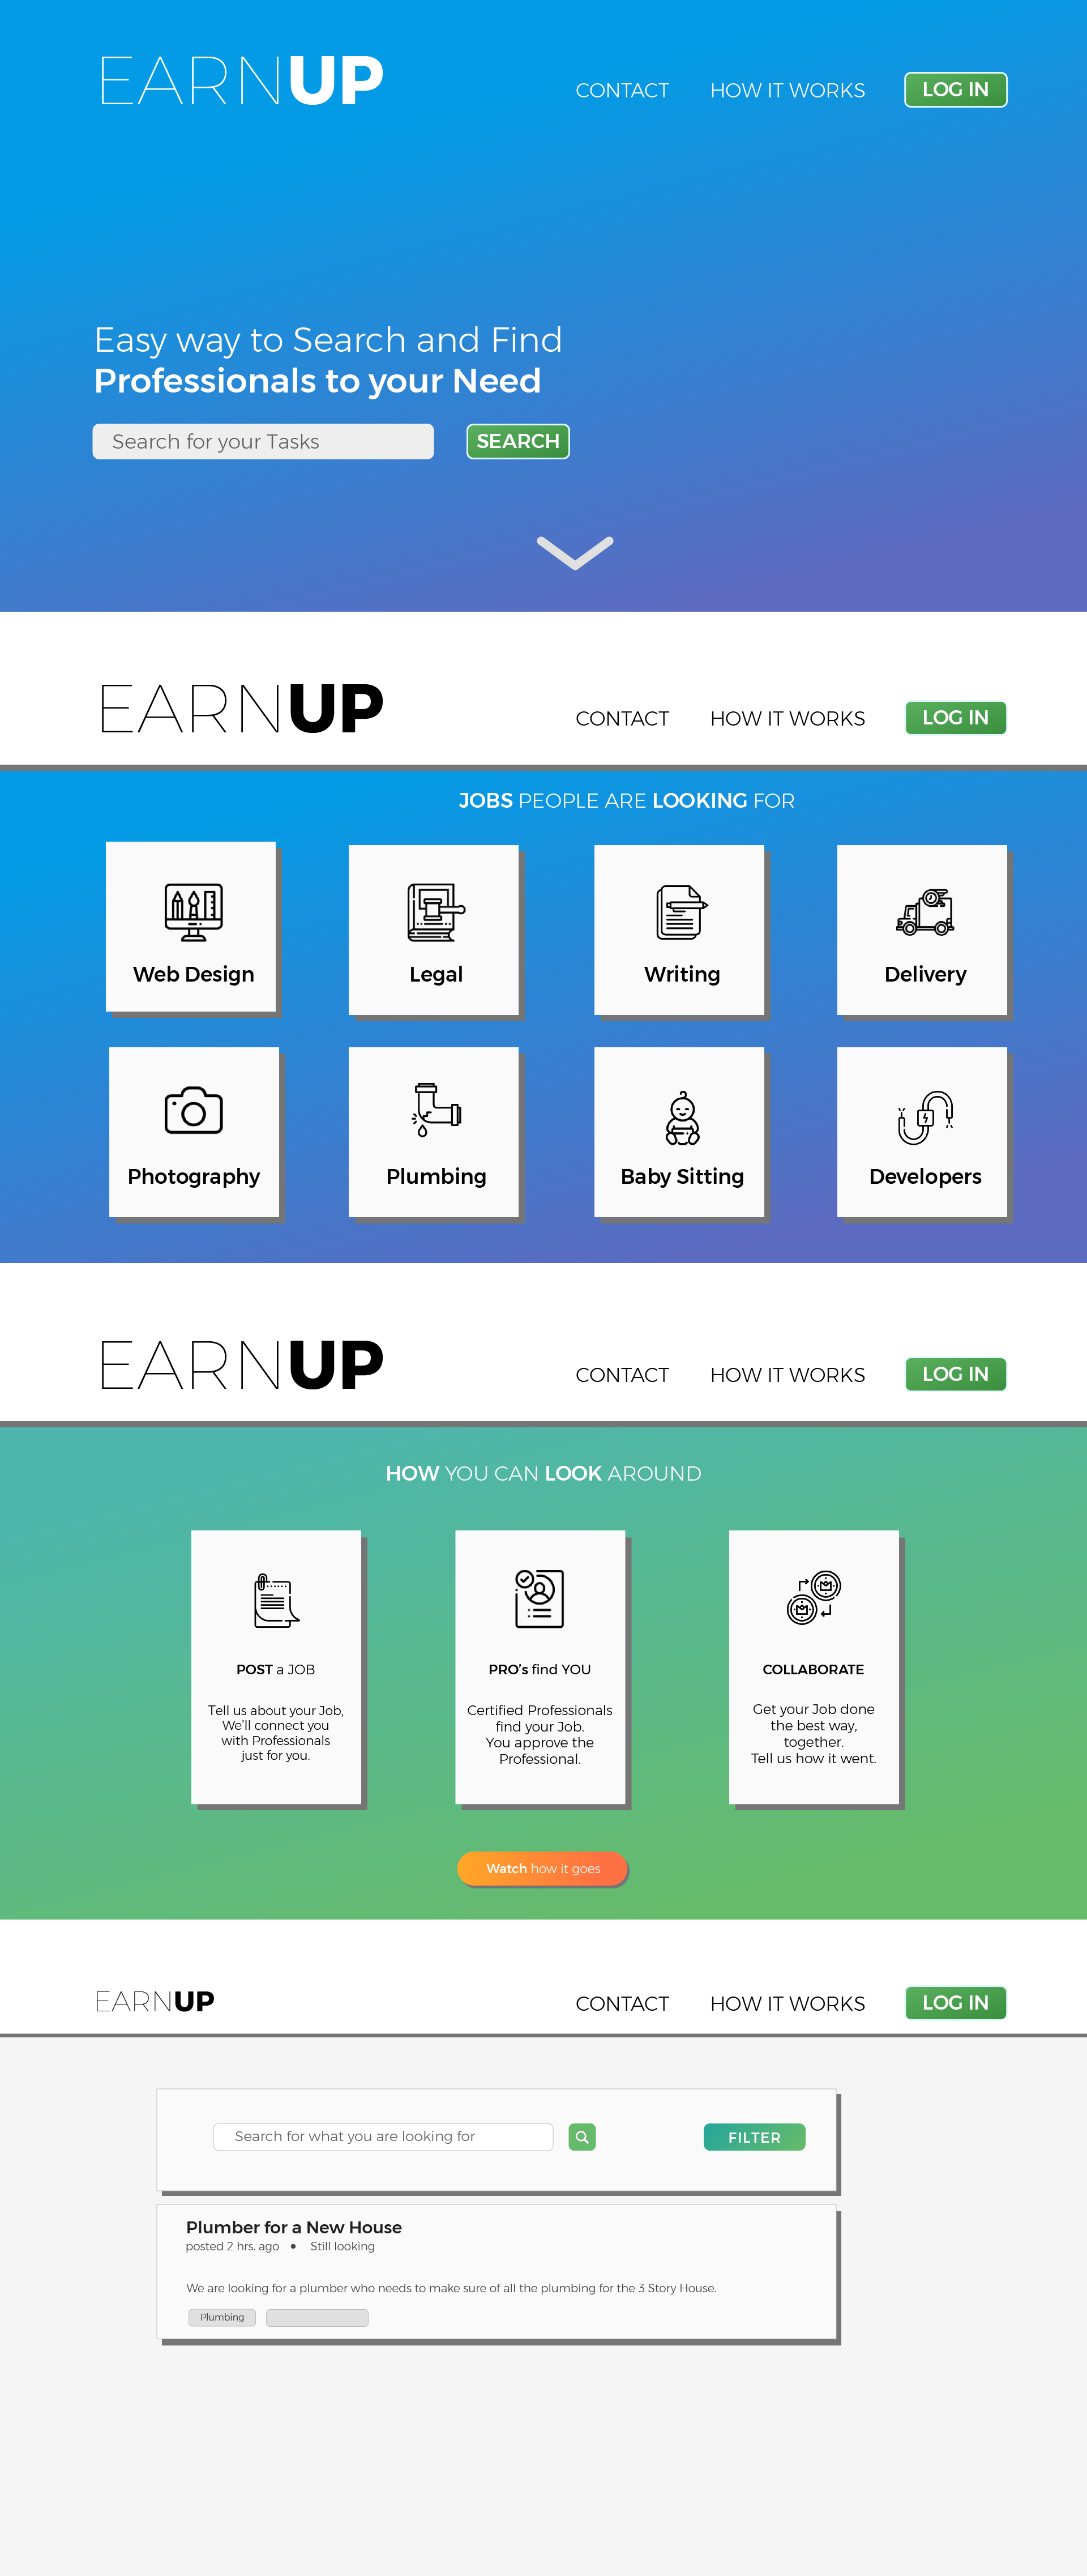 EARNUP
CONTACT
HOW IT WORKS
LOG IN
Easy way to Search and Find
Professionals to your Need
Search for your Tasks
SEARCH
EARNUP
CONTACT
HOW IT WORKS
LOG IN
JOBS PEOPLE ARE LOOKING FOR
Web Design
Legal
Writing
Delivery
Photography
Plumbing
Baby Sitting
Developers
EARNUP
CONTACT
HOW IT WORKS
LOG IN
HOW YOU CAN LOOK AROUND
POST a JOB
Tell us about your Job,
We'll connect you
with Professionals
just for you.
PRO's find YOU
Certified Professionals
find your Job.
You approve the
Professional.
COLLABORATE
Get your Job done
the best way,
together.
Tell us how it went.
Watch how it goes
EARNUP
CONTACT
HOW IT WORKS
LOG IN
Search for what you are looking for
FILTER
Plumber for a New House
posted 2 hrs. ago • Still looking
We are looking for a plumber who needs to make sure of all the plumbing for the 3 Story House.
Plumbing